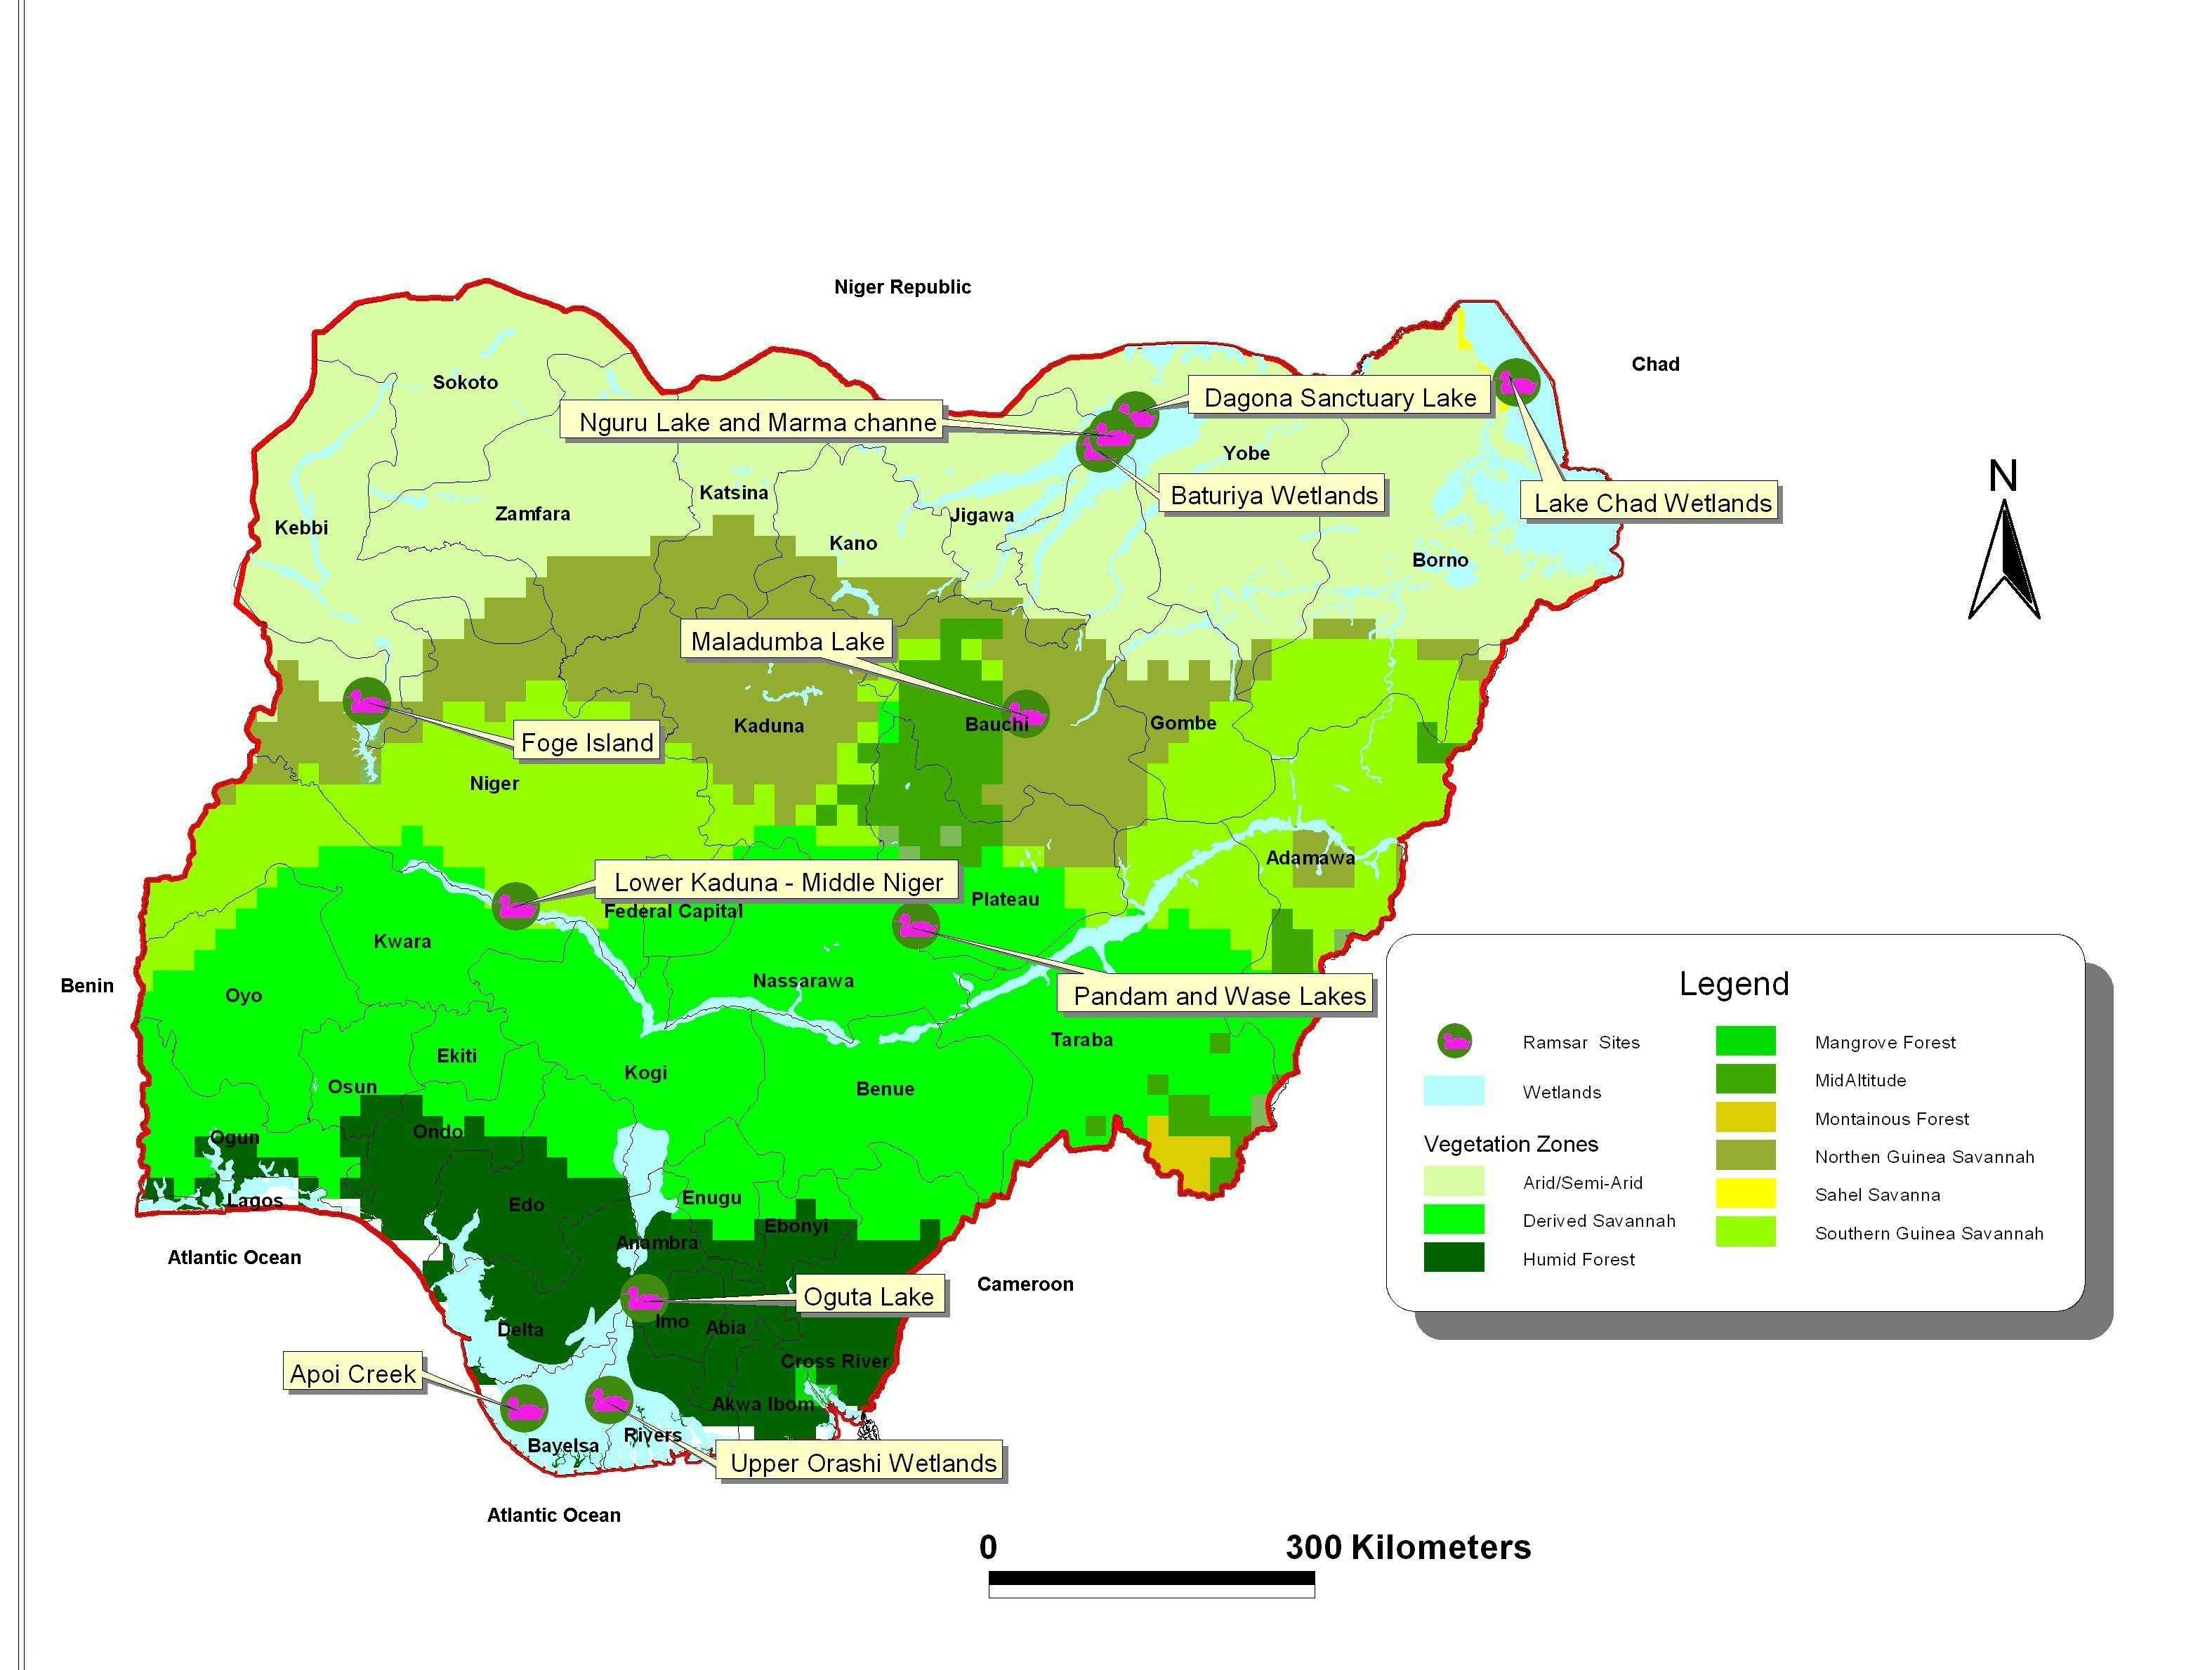 Niger Republic
Chad
Sokoto
Dagona Sanctuary Lake
Nguru Lake and Marma channe
Yobe
Katsina
Baturiya Wetlands
Lake Chad Wetlands
N
Zamfara
Jigawa
Kebbi
Kano
Borno
Maladumba Lake
Kaduna
Bauchi
Gombe
Foge Island
Niger
Adamawa
Lower Kaduna - Middle Niger
Federal Capital
Plateau
Kwara
Benin
Nassarawa
Oyo
Pandam and Wase Lakes
Taraba
Ekiti
Kogi
Osun
Benue
Ogun
Ondo
Lagos
Edo
Enugu
Ebonyi
Anambra
Atlantic Ocean
Cameroon
Oguta Lake
Imo
Abia
Delta
Cross River
Apoi Creek
Akwa Ibom
Rivers
Bayelsa
Upper Orashi Wetlands
Atlantic Ocean
Legend
Ramsar Sites
Wetlands
Vegetation Zones
Arid/Semi-Arid
Derived Savannah
Humid Forest
Mangrove Forest
MidAltitude
Montainous Forest
Northen Guinea Savannah
Sahel Savanna
Southern Guinea Savannah
0 300 Kilometers